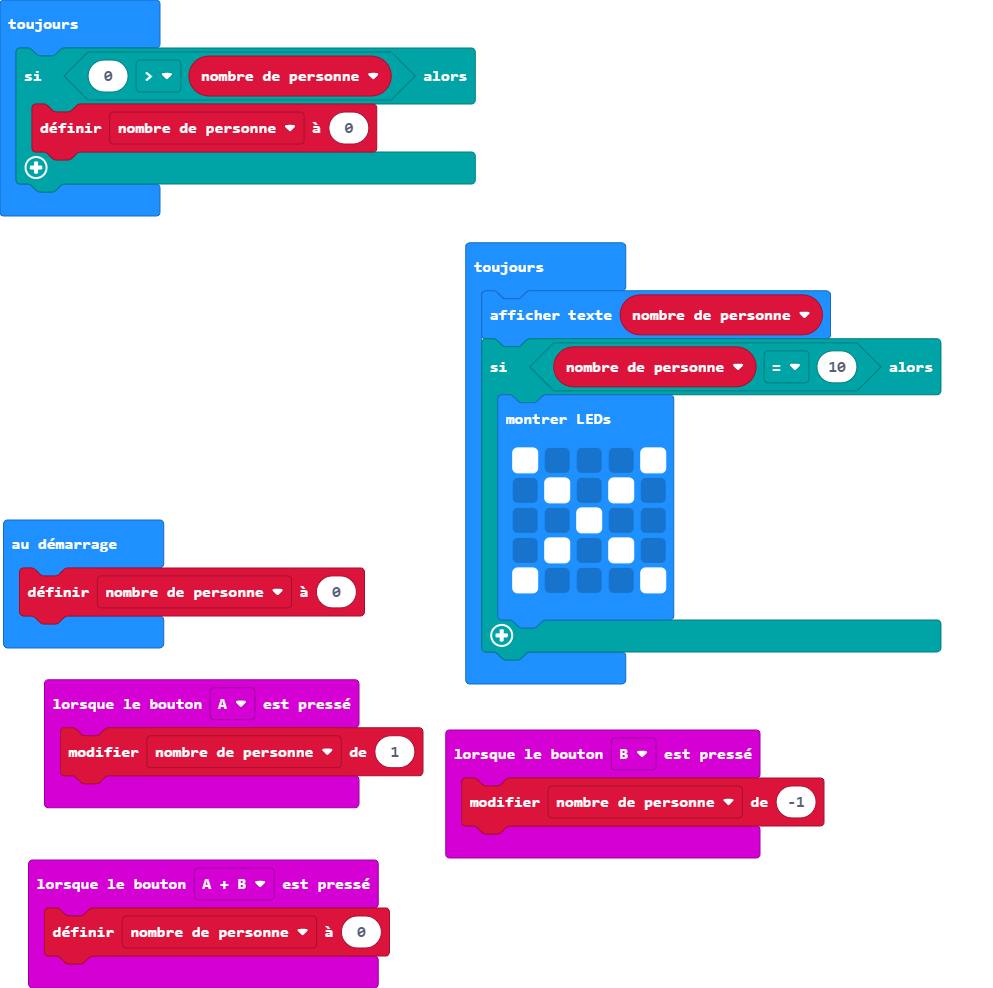 toujours
si 0 > nombre de personne alors
définir nombre de personne à 0
toujours
afficher texte nombre de personne
si nombre de personne = 10 alors
montrer LEDs
au démarrage
définir nombre de personne à 0
lorsque le bouton A est pressé
modifier nombre de personne de 1
lorsque le bouton B est pressé
modifier nombre de personne de -1
lorsque le bouton A + B est pressé
définir nombre de personne à 0